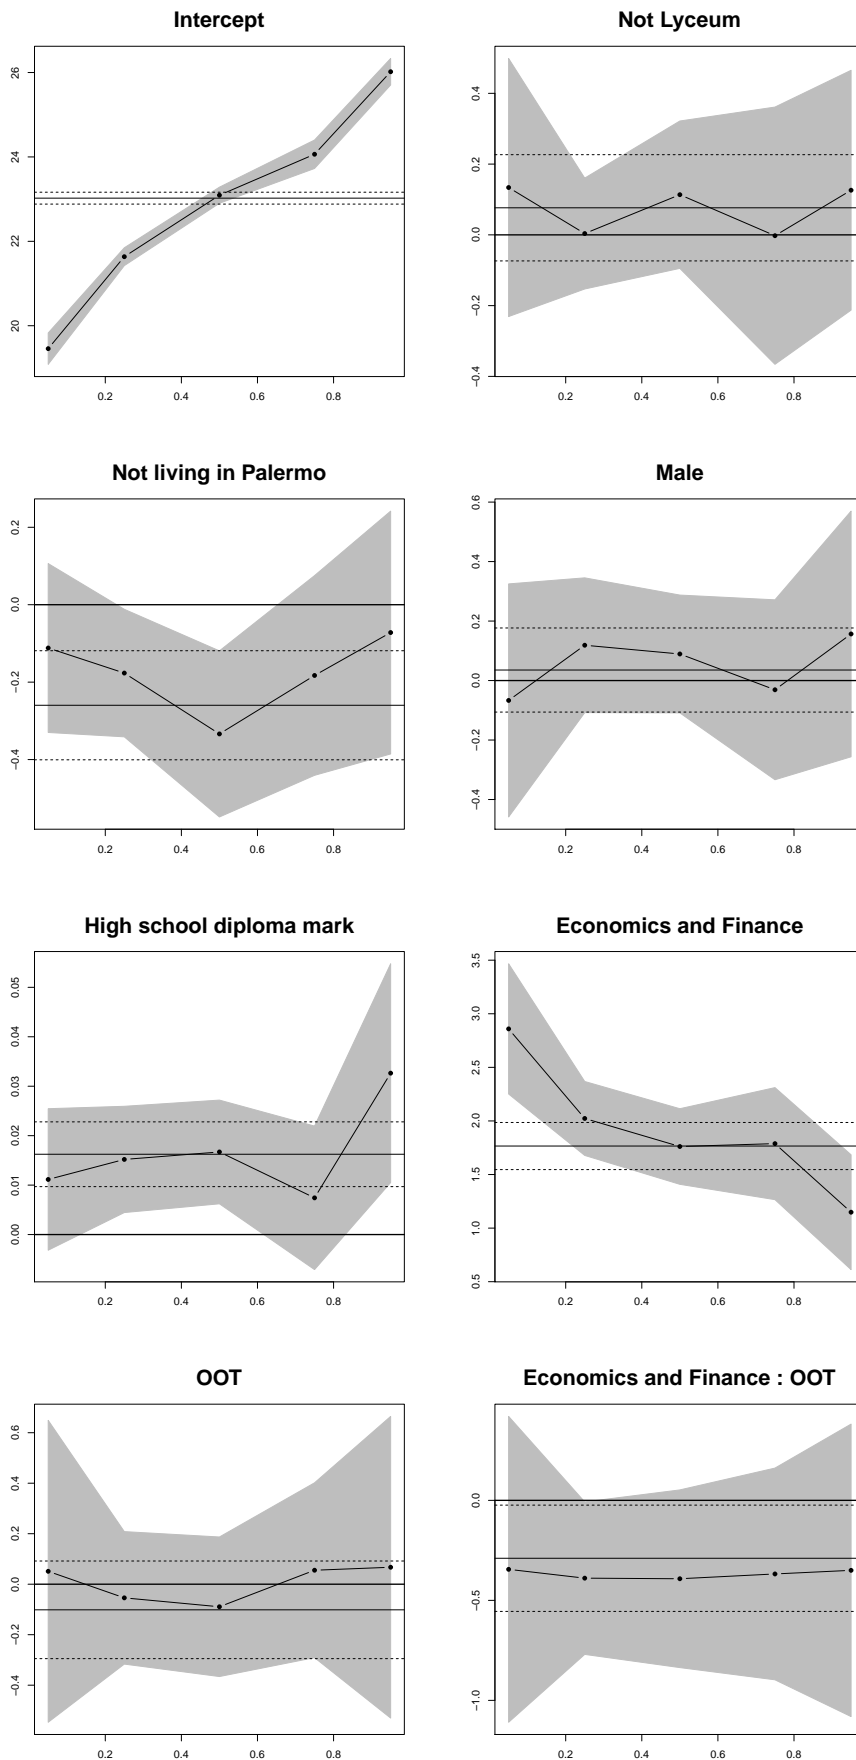 Intercept
26
24
22
20
0.2 0.4 0.6 0.8
Not Lyceum
0.4
0.2
0.0
−0.2
−0.4
0.2 0.4 0.6 0.8
Not living in Palermo
0.2
0.0
−0.2
−0.4
0.2 0.4 0.6 0.8
Male
0.6
0.4
0.2
0.0
−0.2
−0.4
0.2 0.4 0.6 0.8
High school diploma mark
0.05
0.04
0.03
0.02
0.01
0.00
0.2 0.4 0.6 0.8
Economics and Finance
3.5
3.0
2.5
2.0
1.5
1.0
0.5
0.2 0.4 0.6 0.8
OOT
0.6
0.4
0.2
0.0
−0.2
−0.4
0.2 0.4 0.6 0.8
Economics and Finance : OOT
0.0
−0.5
−1.0
0.2 0.4 0.6 0.8